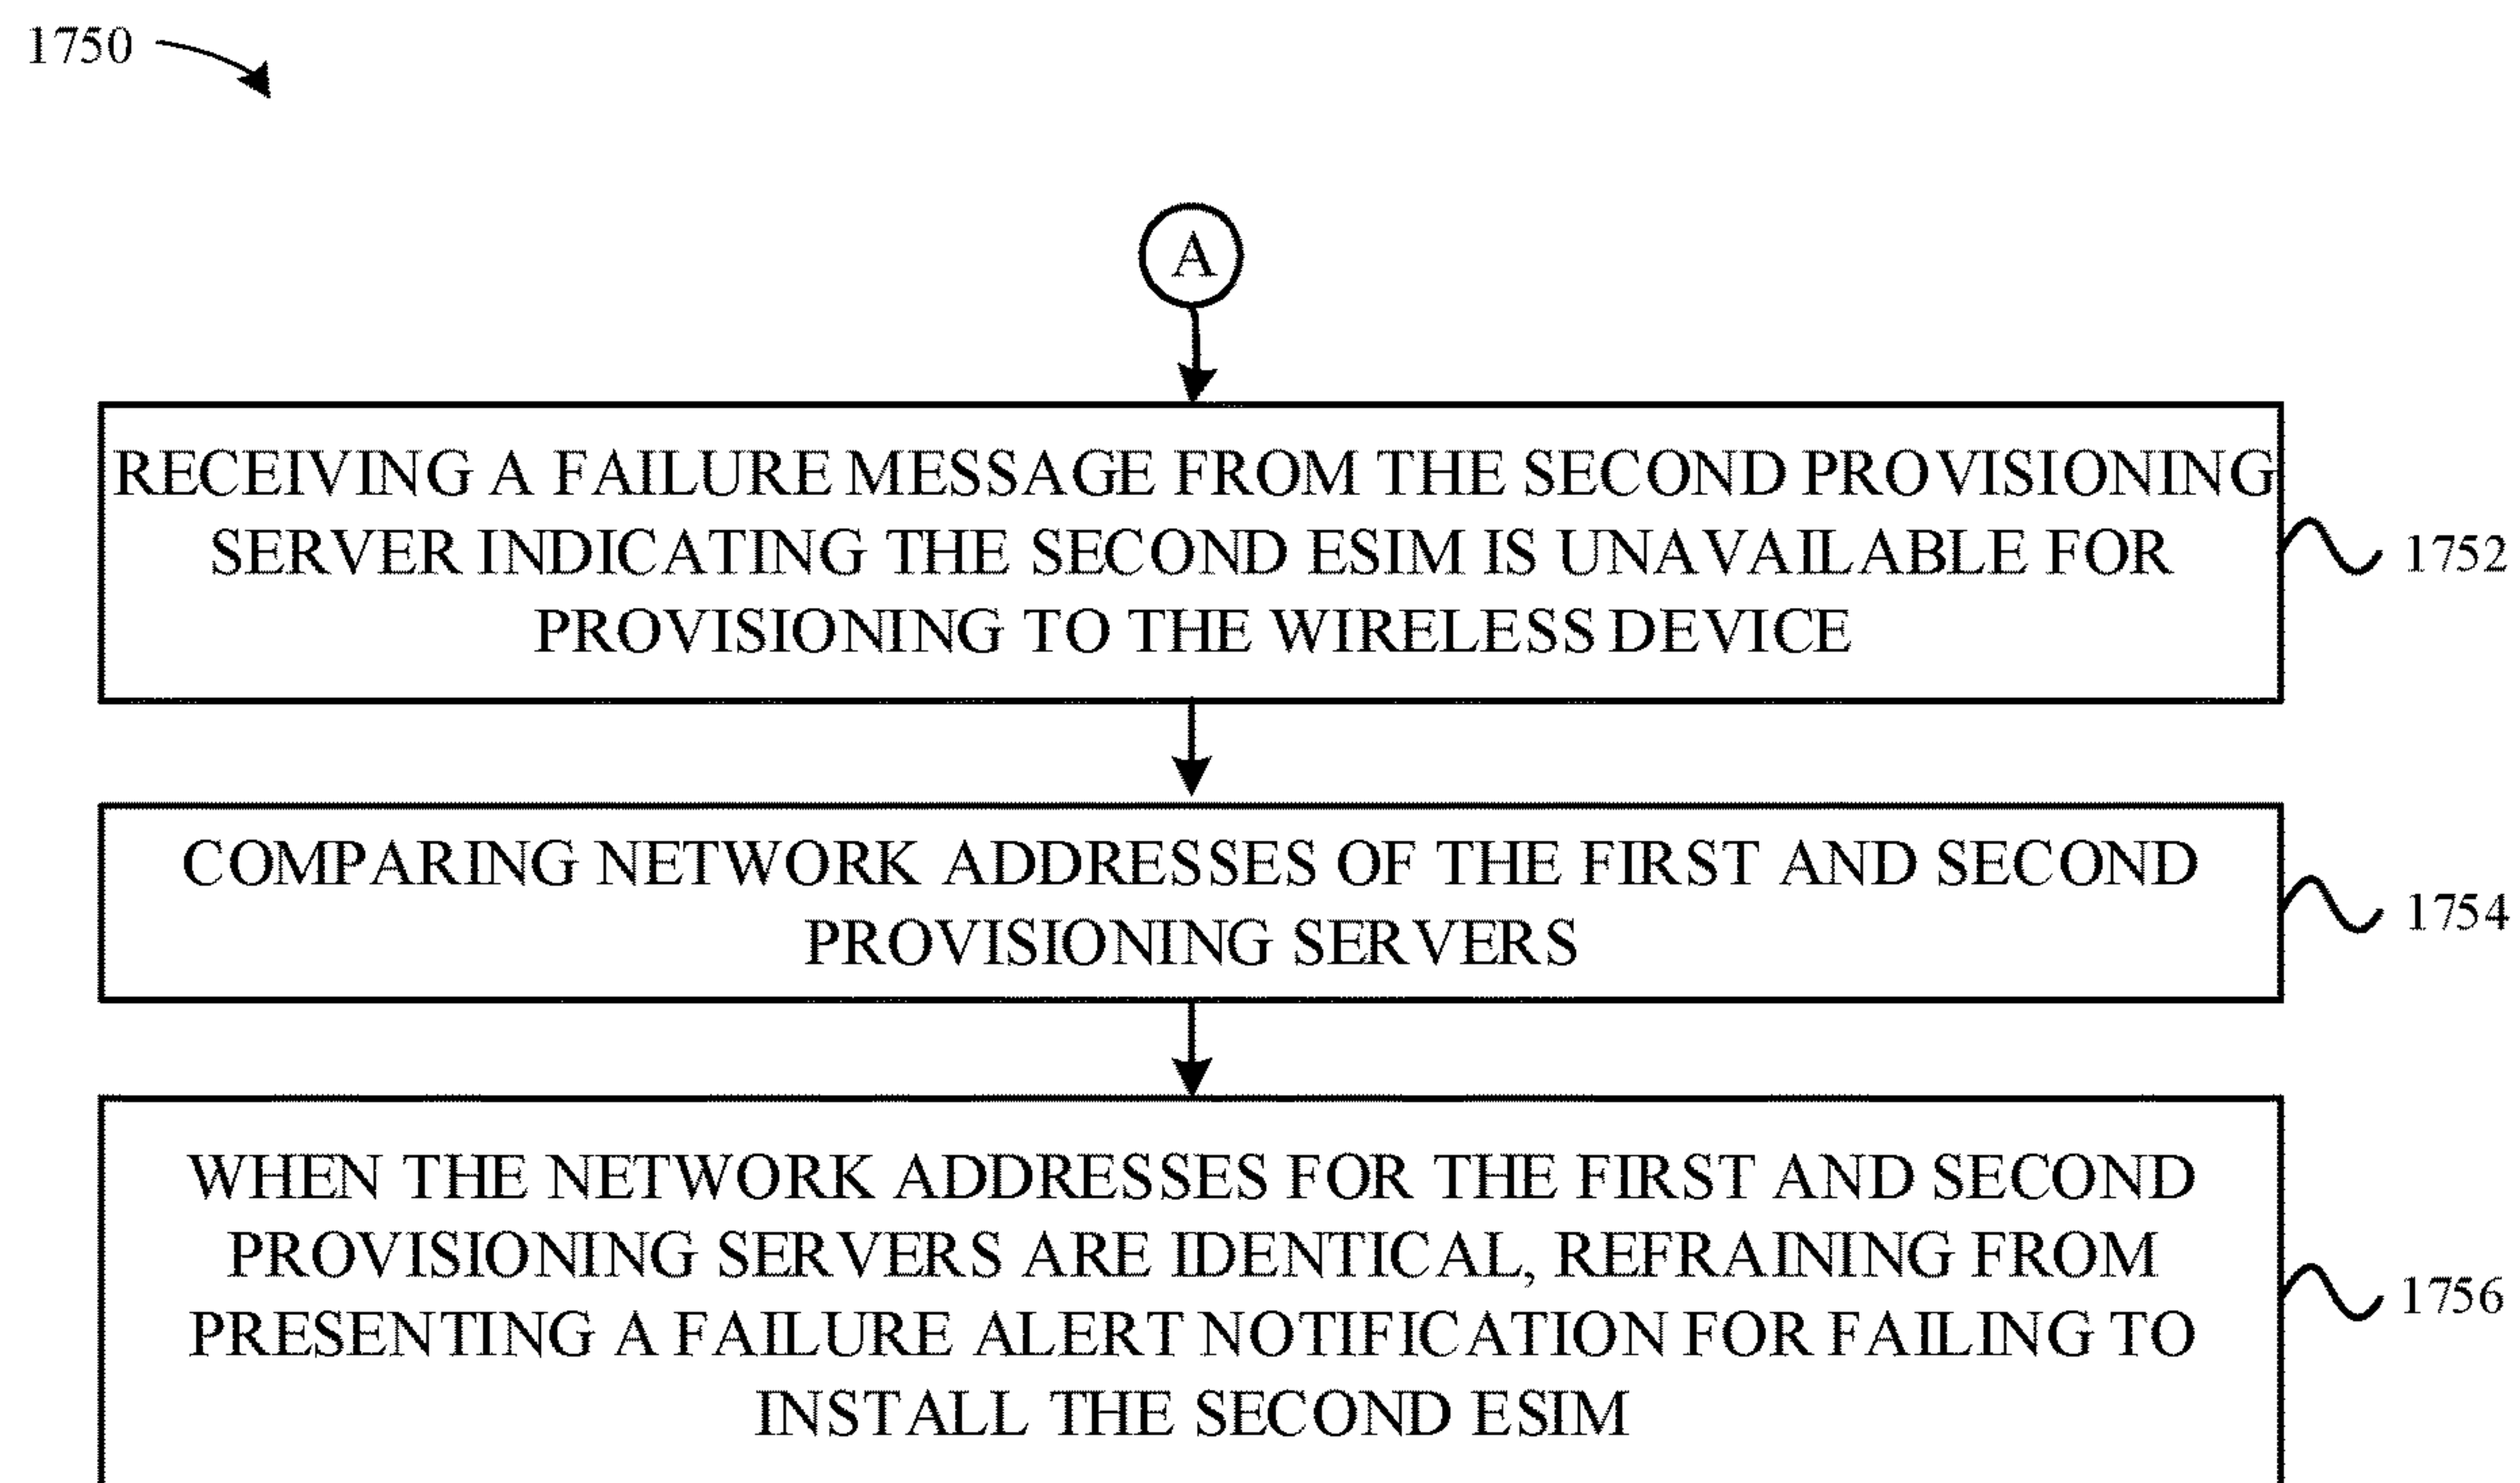 1750
A
RECEIVING A FAILURE MESSAGE FROM THE SECOND PROVISIONING
SERVER INDICATING THE SECOND ESIM IS UNAVAILABLE FOR
PROVISIONING TO THE WIRELESS DEVICE
1752
COMPARING NETWORK ADDRESSES OF THE FIRST AND SECOND
PROVISIONING SERVERS
1754
WHEN THE NETWORK ADDRESSES FOR THE FIRST AND SECOND
PROVISIONING SERVERS ARE IDENTICAL, REFRAINING FROM
PRESENTING A FAILURE ALERT NOTIFICATION FOR FAILING TO
INSTALL THE SECOND ESIM
1756